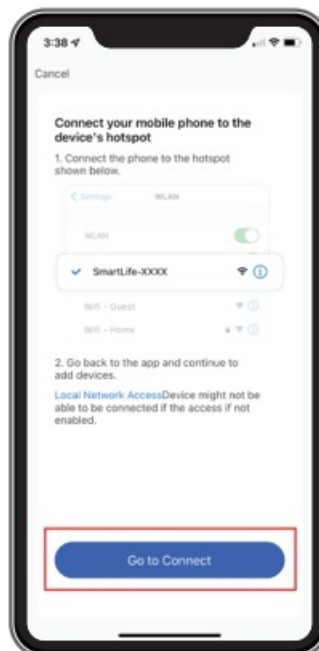 3:38
Cancel
Connect your mobile phone to the
device's hotspot
1. Connect the phone to the hotspot
shown below.
Settings WLAN
WLAN
SmartLife-XXXX
Wifi - Guest
Wifi - Home
2. Go back to the app and continue to
add devices.
Local Network AccessDevice might not be
able to be connected if the access if not
enabled.
Go to Connect